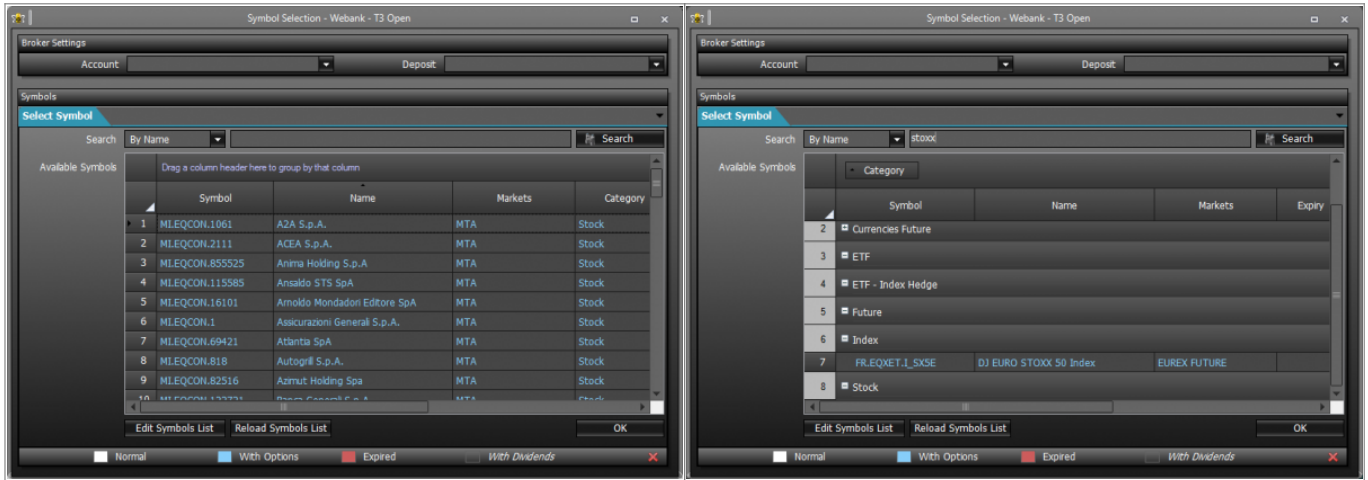 Symbol Selection - Webank - T3 Open
Broker Settings
Account
Deposit
Symbols
Select Symbol
Search By Name Search
Available Symbols
Drag a column header here to group by that column
Symbol Name Markets Category
1 MI.EQCON.1061 A2A S.p.A. MTA Stock
2 MI.EQCON.2111 ACEA S.p.A. MTA Stock
3 MI.EQCON.855525 Anima Holding S.p.A MTA Stock
4 MI.EQCON.115585 Ansaldo STS SpA MTA Stock
5 MI.EQCON.16101 Arnoldo Mondadori Editore SpA MTA Stock
6 MI.EQCON.1 Assicurazioni Generali S.p.A. MTA Stock
7 MI.EQCON.69421 Atlantia SpA MTA Stock
8 MI.EQCON.818 Autogrill S.p.A. MTA Stock
9 MI.EQCON.82516 Azimut Holding Spa MTA Stock
Edit Symbols List Reload Symbols List OK
Normal With Options Expired With Dividends
Symbol Selection - Webank - T3 Open
Broker Settings
Account
Deposit
Symbols
Select Symbol
Search By Name stoxx Search
Available Symbols
Category
Symbol Name Markets Expiry
2 Currencies Future
3 ETF
4 ETF - Index Hedge
5 Future
6 Index
7 FR.EQXET.I_SX5E DJ EURO STOXX 50 Index EUREX FUTURE
8 Stock
Edit Symbols List Reload Symbols List OK
Normal With Options Expired With Dividends